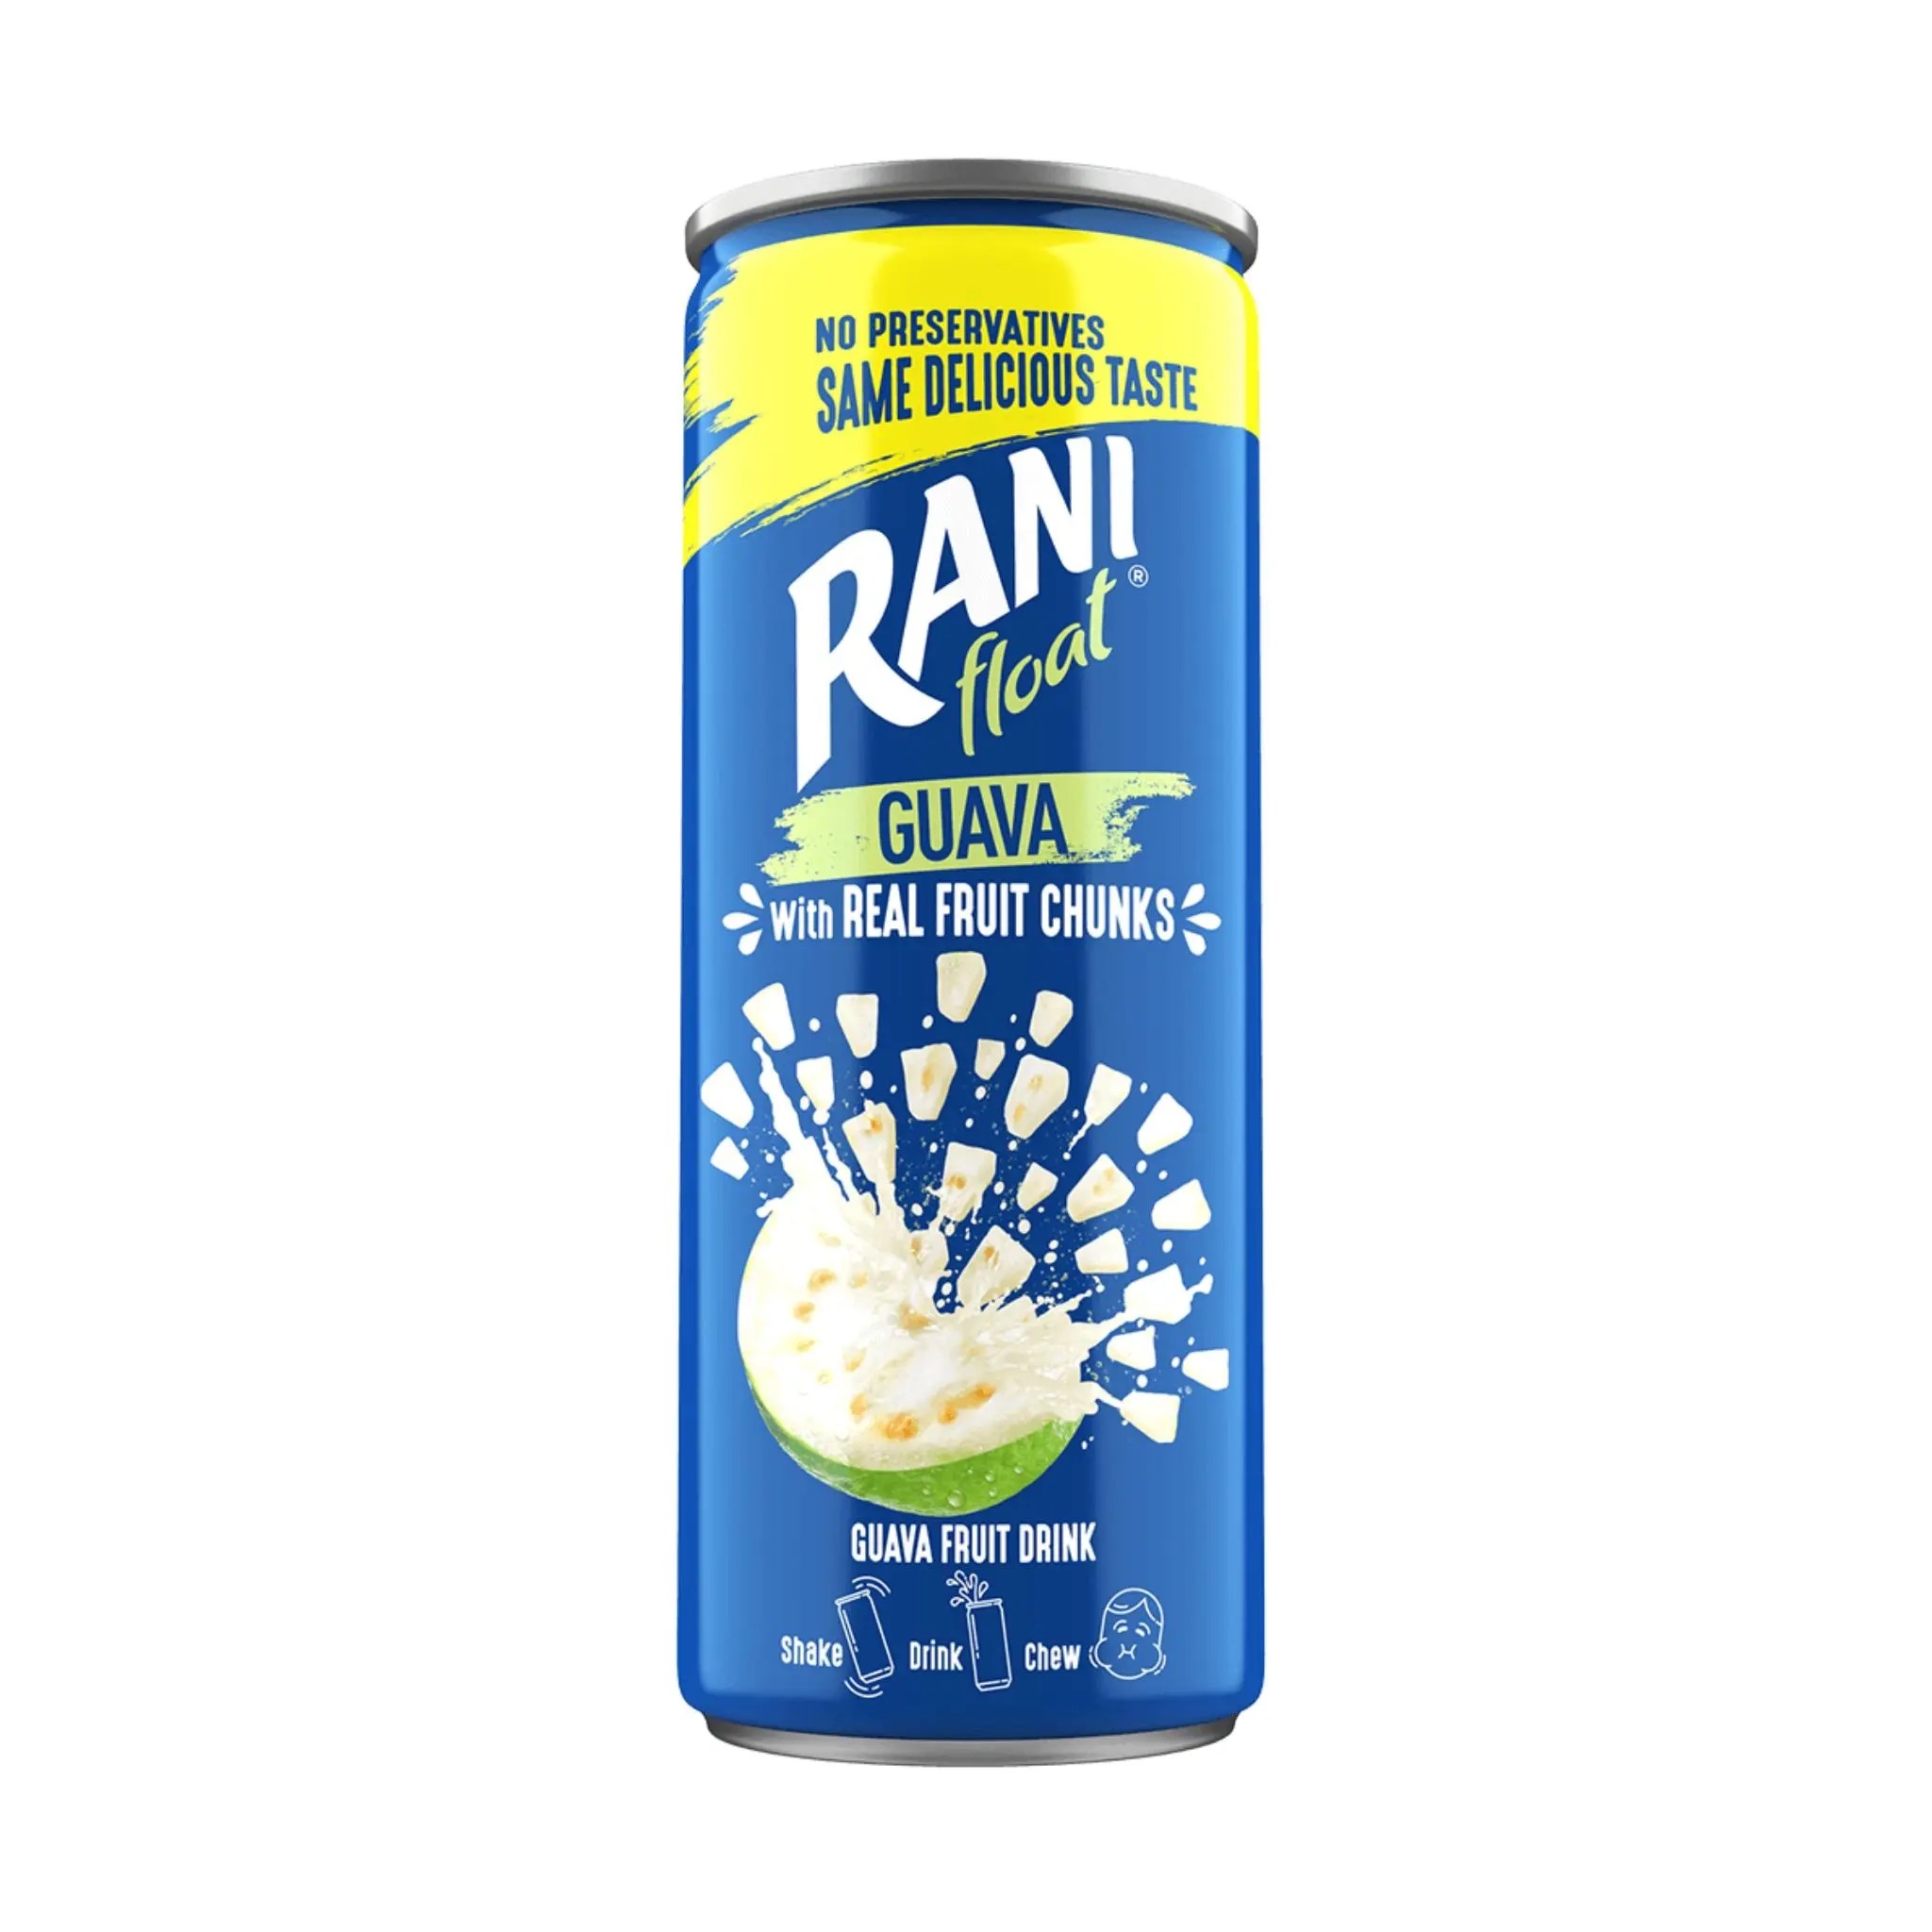 NO PRESERVATIVES
SAME DELICIOUS TASTE
RANI
float®
GUAVA
With REAL FRUIT CHUNKS
GUAVA FRUIT DRINK
Shake Drink Chew